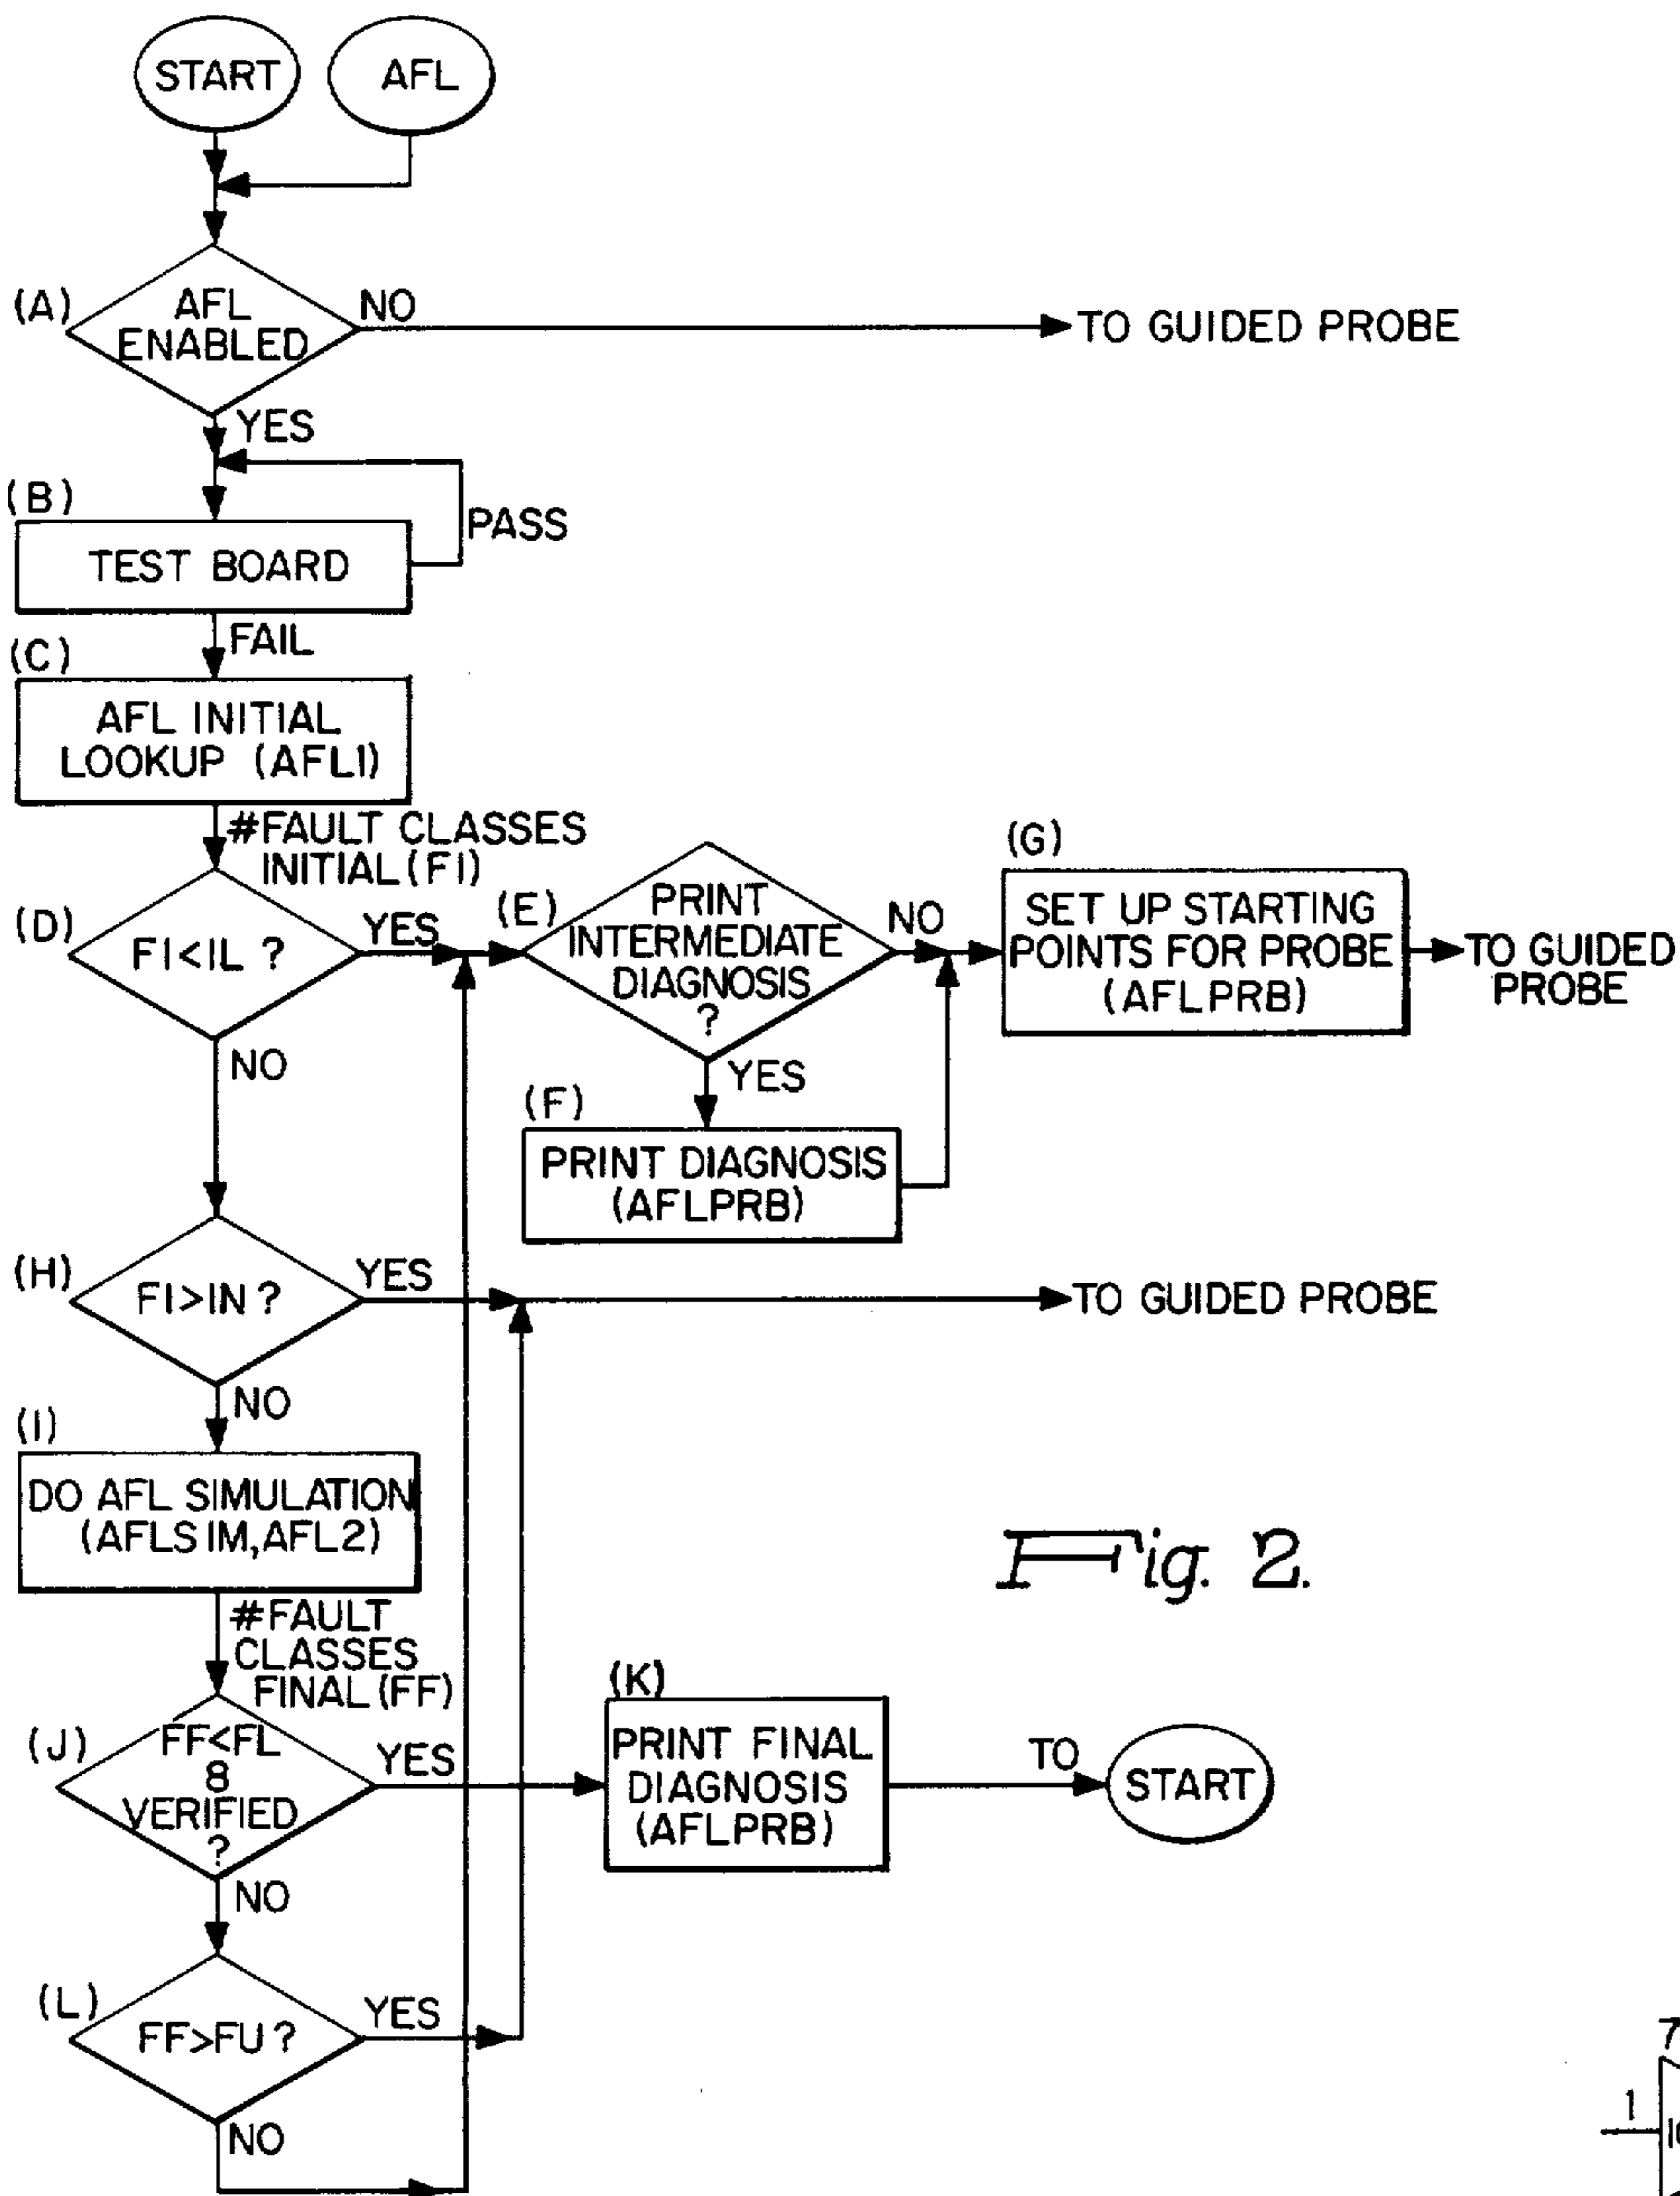 START
AFL
(A)
AFL
ENABLED
NO
TO GUIDED PROBE
YES
(B)
TEST BOARD
PASS
FAIL
(C)
AFL INITIAL
LOOKUP (AFL1)
#FAULT CLASSES
INITIAL (FI)
(D)
FI<IL ?
YES
NO
(E)
PRINT
INTERMEDIATE
DIAGNOSIS
?
NO
YES
(F)
PRINT DIAGNOSIS
(AFLPRB)
(G)
SET UP STARTING
POINTS FOR PROBE
(AFLPRB)
TO GUIDED
PROBE
(H)
FI>IN ?
YES
TO GUIDED PROBE
NO
(I)
DO AFL SIMULATION
(AFLSIM, AFL2)
#FAULT
CLASSES
FINAL (FF)
(J)
FF<FL
8
VERIFIED
?
YES
(K)
PRINT FINAL
DIAGNOSIS
(AFLPRB)
TO
START
NO
(L)
FF>FU ?
YES
NO
Fig. 2.
7
1